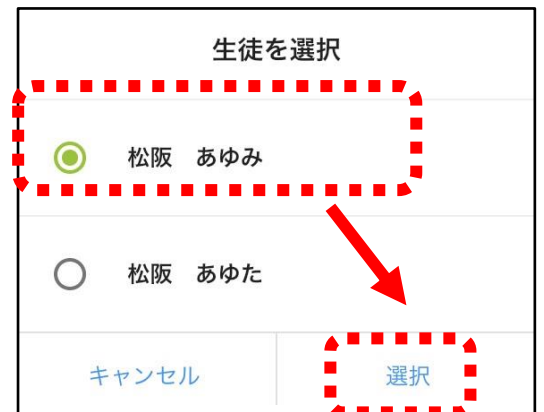 生徒を選択
松阪　あゆみ
松阪　あゆた
キャンセル　選択